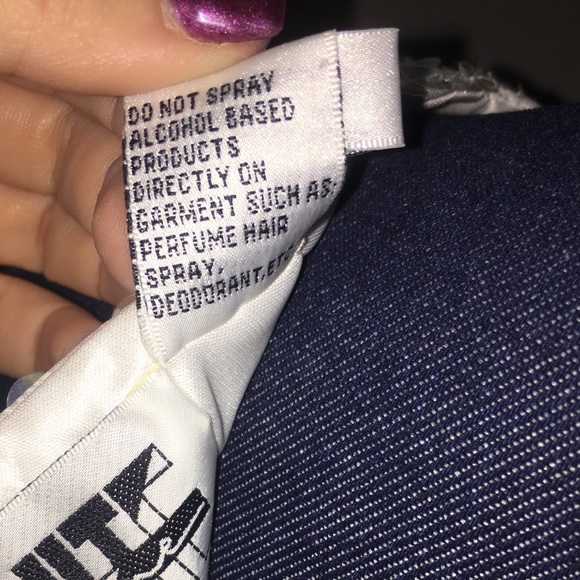 DO NOT SPRAY
ALCOHOL BASED
PRODUCTS
DIRECTLY ON
GARMENT SUCH AS:
PERFUME HAIR
SPRAY,
DEODORANT,ETC